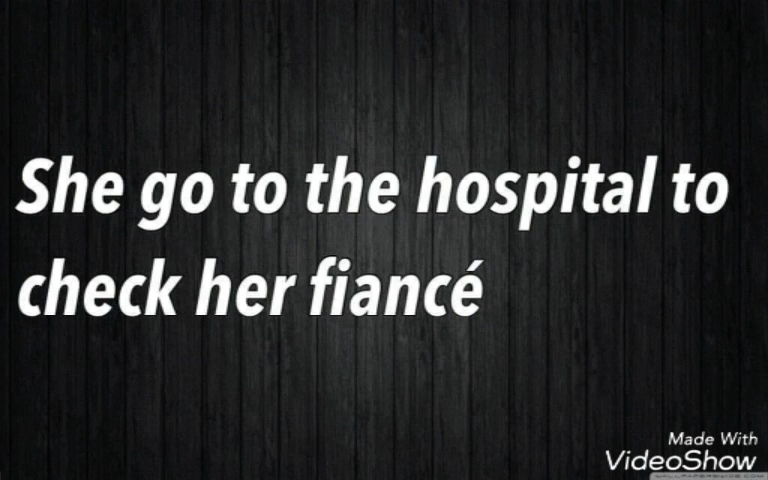 She go to the hospital to
check her fiancé
Made With
VideoShow